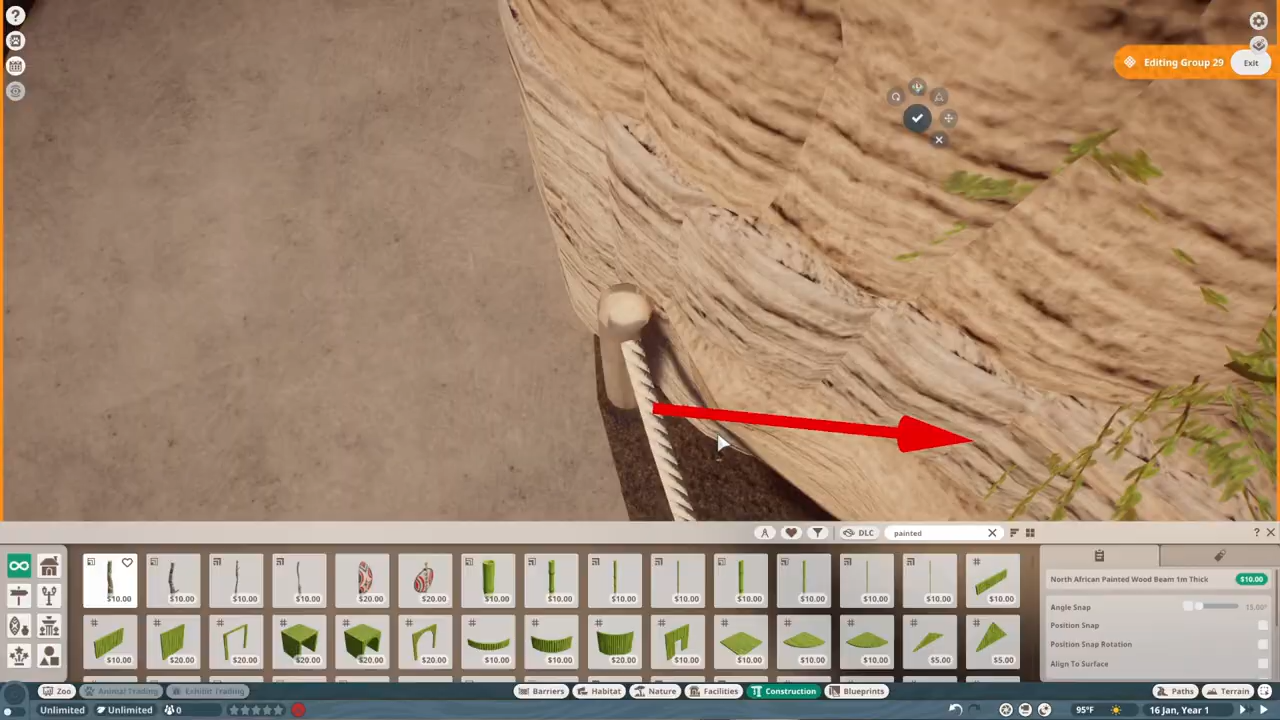 Editing Group 29
Exit
DLC
painted
$10.00 $10.00 $10.00 $10.00 $20.00 $20.00 $10.00 $10.00 $10.00 $10.00 $10.00 $10.00 $10.00 $10.00 $10.00
$10.00 $20.00 $20.00 $20.00 $20.00 $20.00 $10.00 $10.00 $20.00 $10.00 $10.00 $10.00 $10.00 $5.00 $5.00
North African Painted Wood Beam 1m Thick $10.00
Angle Snap 15.00°
Position Snap
Position Snap Rotation
Align To Surface
Zoo Animal Trading Exhibit Trading Barriers Habitat Nature Facilities Construction Blueprints Paths Terrain
Unlimited Unlimited 0 95°F 16 Jan, Year 1